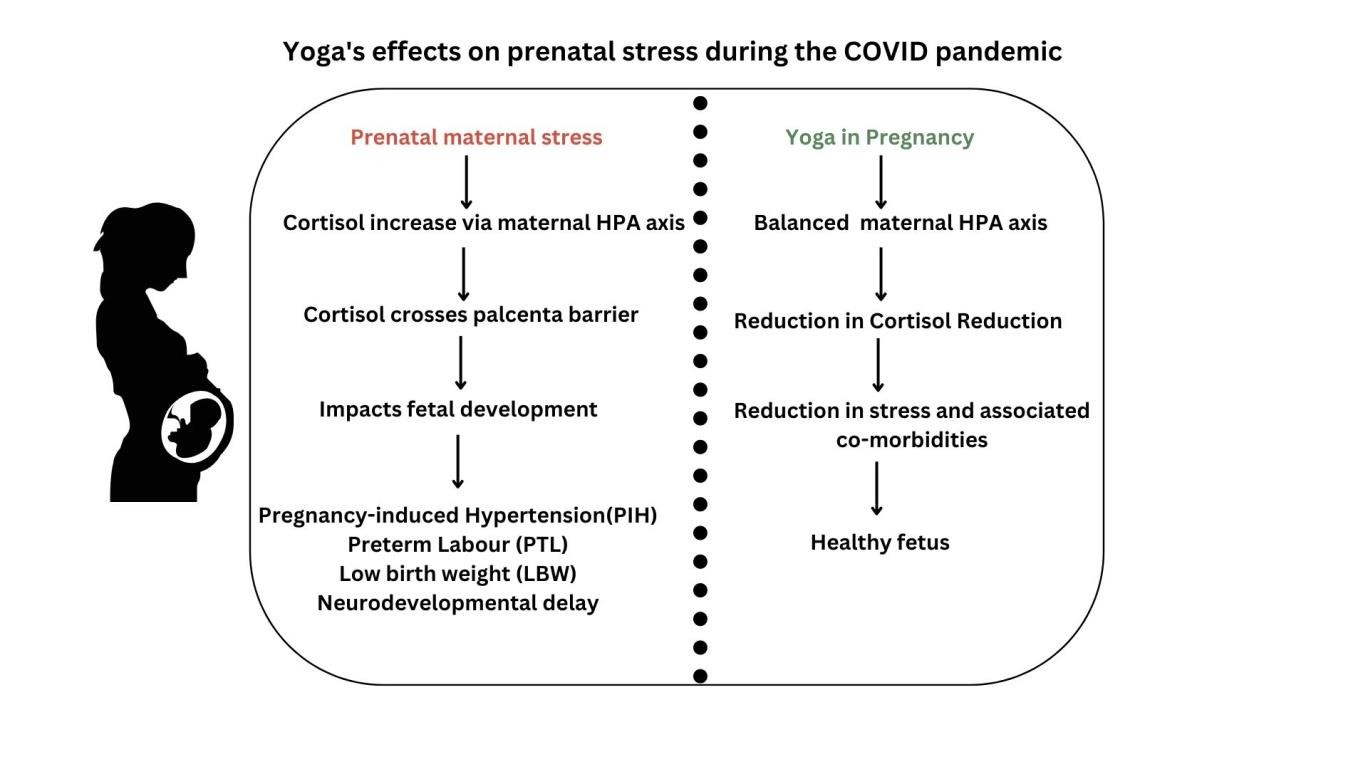 Yoga's effects on prenatal stress during the COVID pandemic
Prenatal maternal stress
Cortisol increase via maternal HPA axis
Cortisol crosses palcenta barrier
Impacts fetal development
Pregnancy-induced Hypertension(PIH)
Preterm Labour (PTL)
Low birth weight (LBW)
Neurodevelopmental delay
Yoga in Pregnancy
Balanced  maternal HPA axis
Reduction in Cortisol Reduction
Reduction in stress and associated
co-morbidities
Healthy fetus